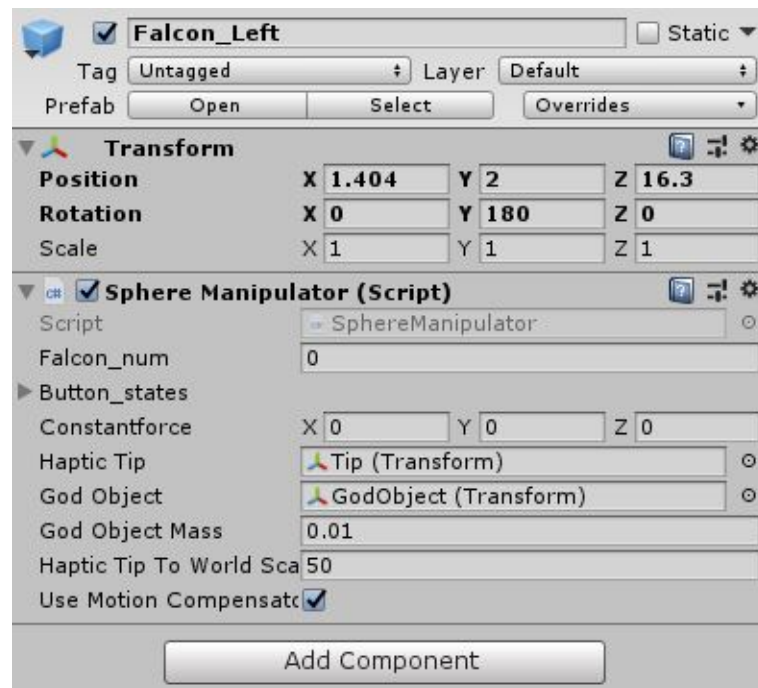 Falcon_Left Static
Tag Untagged Layer Default
Prefab Open Select Overrides
Transform
Position X 1.404 Y 2 Z 16.3
Rotation X 0 Y 180 Z 0
Scale X 1 Y 1 Z 1
c# Sphere Manipulator (Script)
Script SphereManipulator
Falcon_num 0
Button_states
Constantforce X 0 Y 0 Z 0
Haptic Tip Tip (Transform)
God Object GodObject (Transform)
God Object Mass 0.01
Haptic Tip To World Sca 50
Use Motion Compensatc
Add Component